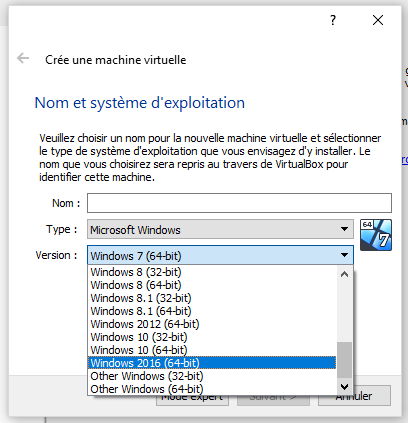 Crée une machine virtuelle
Nom et système d'exploitation
Veuillez choisir un nom pour la nouvelle machine virtuelle et sélectionner
le type de système d'exploitation que vous envisagez d'y installer. Le
nom que vous choisirez sera repris au travers de VirtualBox pour
identifier cette machine.
Nom :
Type : Microsoft Windows
64
7
Version : Windows 7 (64-bit)
Windows 8 (32-bit)
Windows 8 (64-bit)
Windows 8.1 (32-bit)
Windows 8.1 (64-bit)
Windows 2012 (64-bit)
Windows 10 (32-bit)
Windows 10 (64-bit)
Windows 2016 (64-bit)
Other Windows (32-bit)
Other Windows (64-bit)
Mode expert Suivant > Annuler